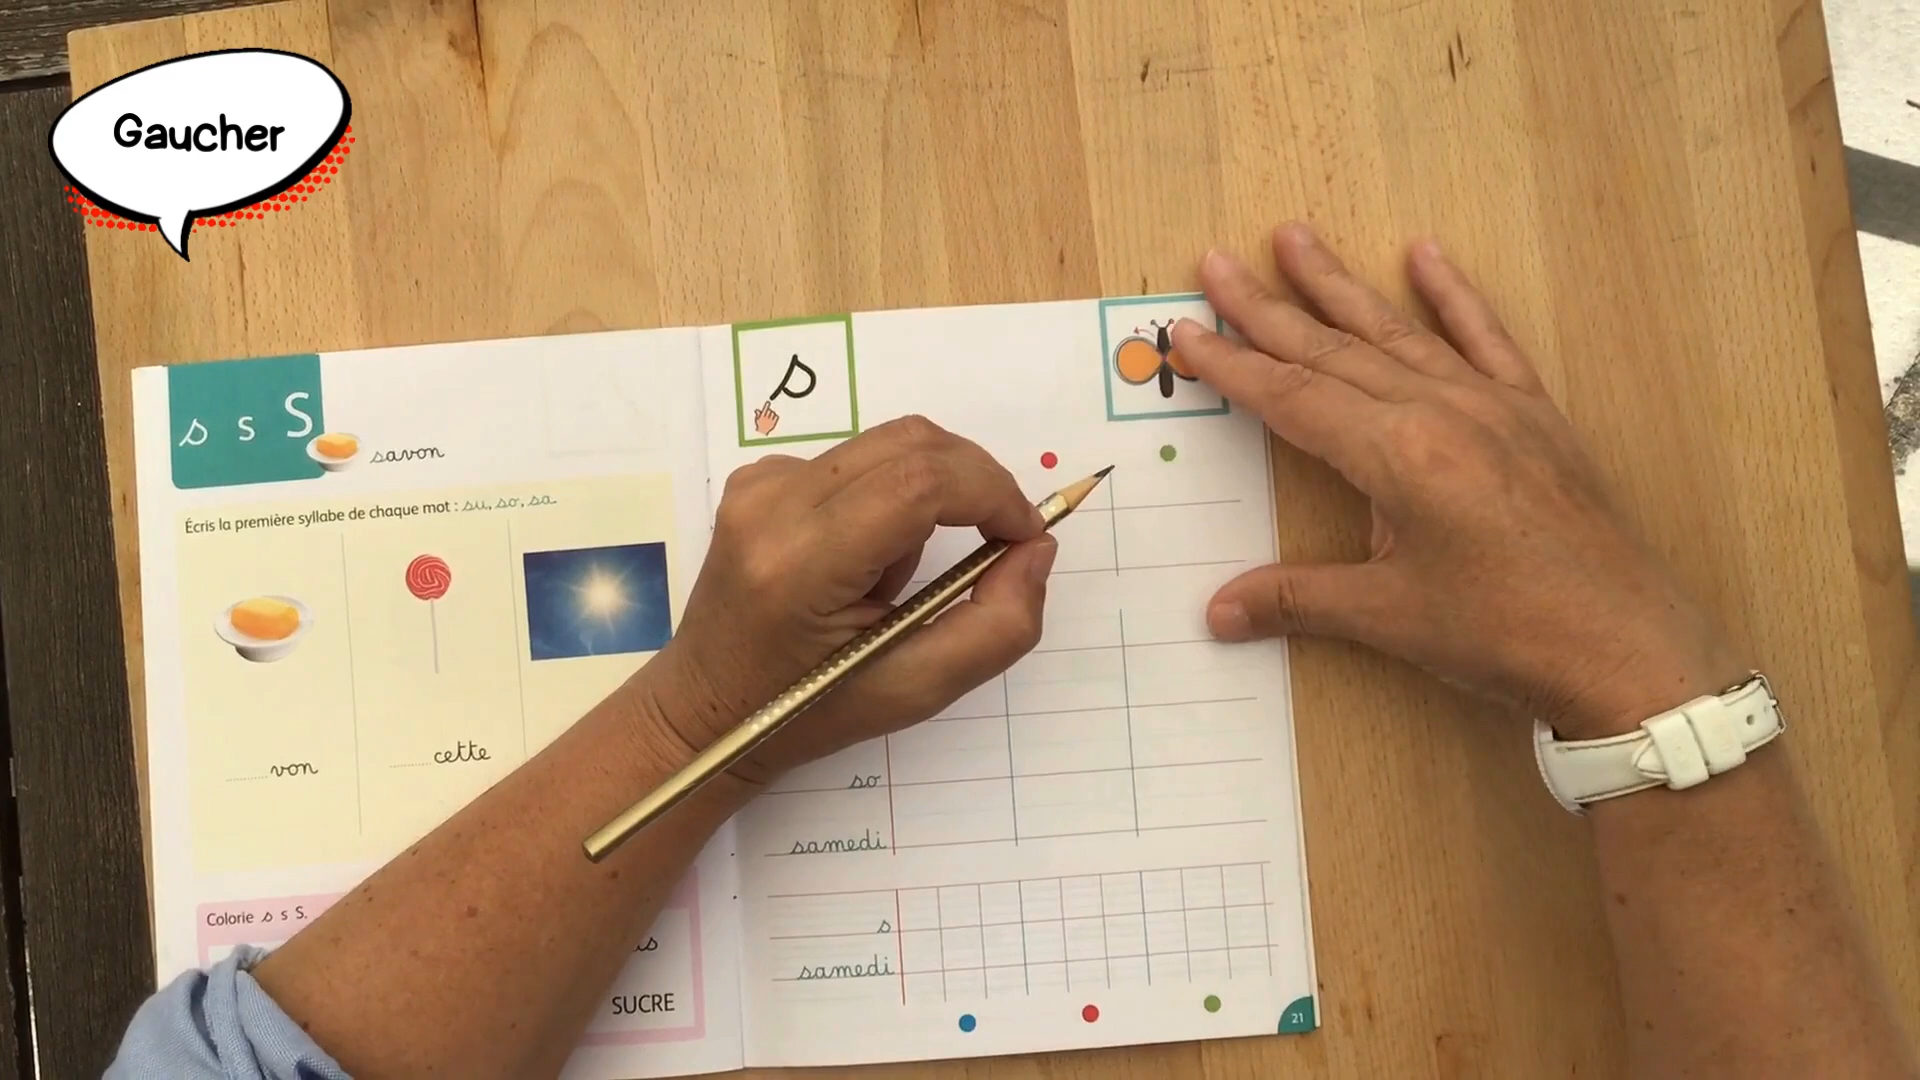 Gaucher
s s S
savon
Écris la première syllabe de chaque mot : su, so, sa
von
cette
Colorie s s S.
SUCRE
s
so
samedi
s
samedi
21